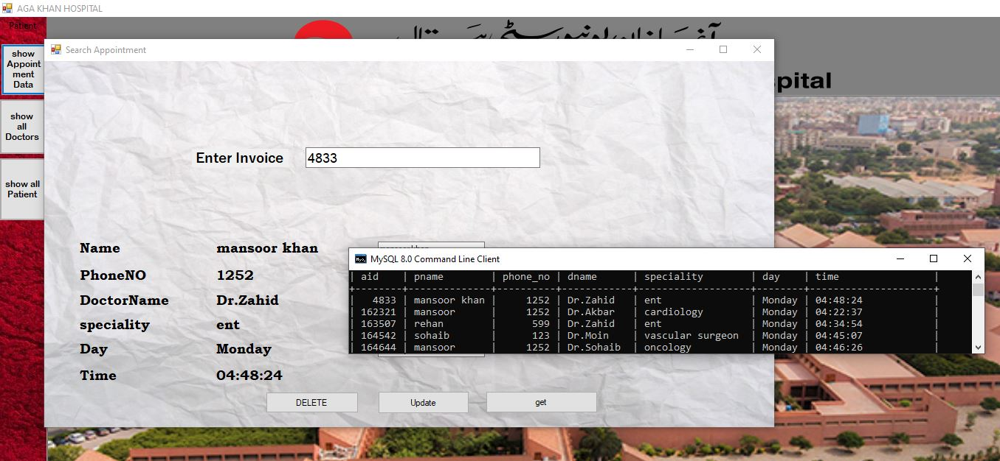 AGA KHAN HOSPITAL
Patient
show
Appoint
ment
Data
show
all
Doctors
show all
Patient
spital
Search Appointment
Enter Invoice 4833
Name mansoor khan
PhoneNO 1252
DoctorName Dr.Zahid
speciality ent
Day Monday
Time 04:48:24
DELETE Update get
MySQL 8.0 Command Line Client
| aid | pname | phone_no | dname | speciality | day | time |
| 4833 | mansoor khan | 1252 | Dr.Zahid | ent | Monday | 04:48:24 |
| 162321 | mansoor | 1252 | Dr.Akbar | cardiology | Monday | 04:22:37 |
| 163507 | rehan | 599 | Dr.Zahid | ent | Monday | 04:34:54 |
| 164542 | sohaib | 123 | Dr.Moin | vascular surgeon | Monday | 04:45:07 |
| 164644 | mansoor | 1252 | Dr.Sohaib | oncology | Monday | 04:46:26 |